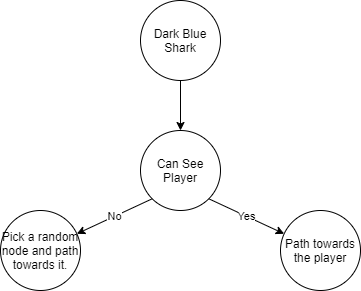 Dark Blue
Shark
Can See
Player
No
Yes
Pick a random
node and path
towards it.
Path towards
the player